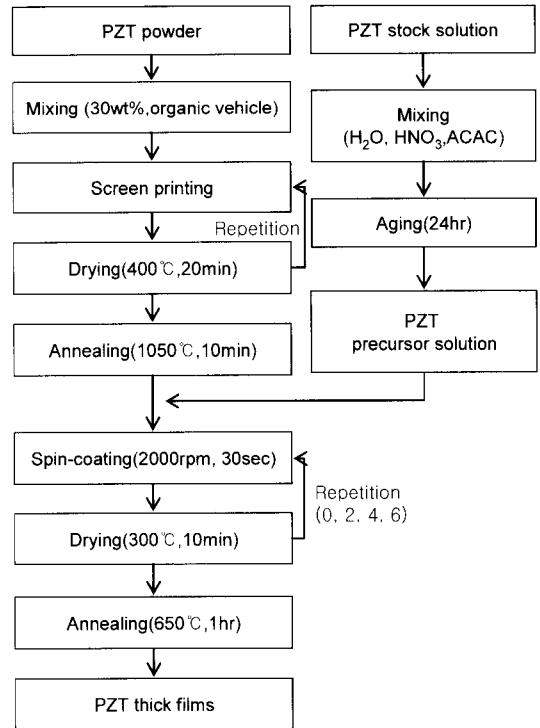 PZT powder
Mixing (30wt%,organic vehicle)
Screen printing
Repetition
Drying(400℃,20min)
Annealing(1050℃,10min)
PZT stock solution
Mixing
(H₂O, HNO₃,ACAC)
Aging(24hr)
PZT
precursor solution
Spin-coating(2000rpm, 30sec)
Repetition
(0, 2, 4, 6)
Drying(300℃,10min)
Annealing(650℃,1hr)
PZT thick films